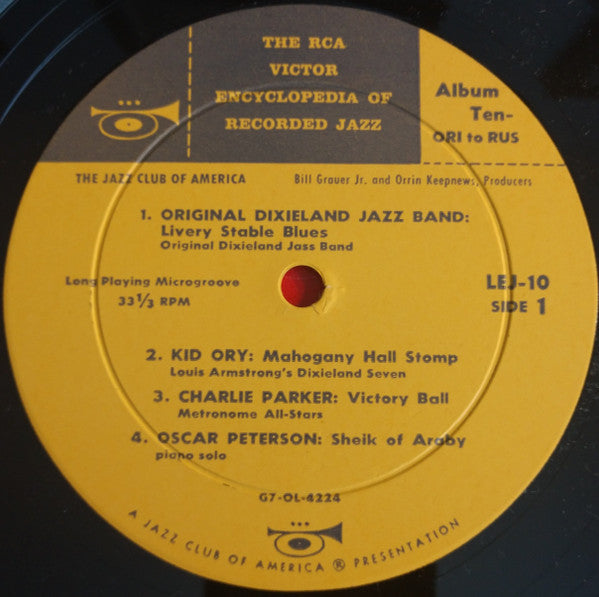 THE RCA
VICTOR
ENCYCLOPEDIA OF
RECORDED JAZZ
Album
Ten-
ORI to RUS
THE JAZZ CLUB OF AMERICA
Bill Grauer Jr. and Orrin Keepnews, Producers
1. ORIGINAL DIXIELAND JAZZ BAND:
Livery Stable Blues
Original Dixieland Jass Band
Long Playing Microgroove
33⅓ RPM
LEJ-10
SIDE 1
2. KID ORY: Mahogany Hall Stomp
Louis Armstrong's Dixieland Seven
3. CHARLIE PARKER: Victory Ball
Metronome All-Stars
4. OSCAR PETERSON: Sheik of Araby
piano solo
G7-OL-4224
A JAZZ CLUB OF AMERICA ® PRESENTATION